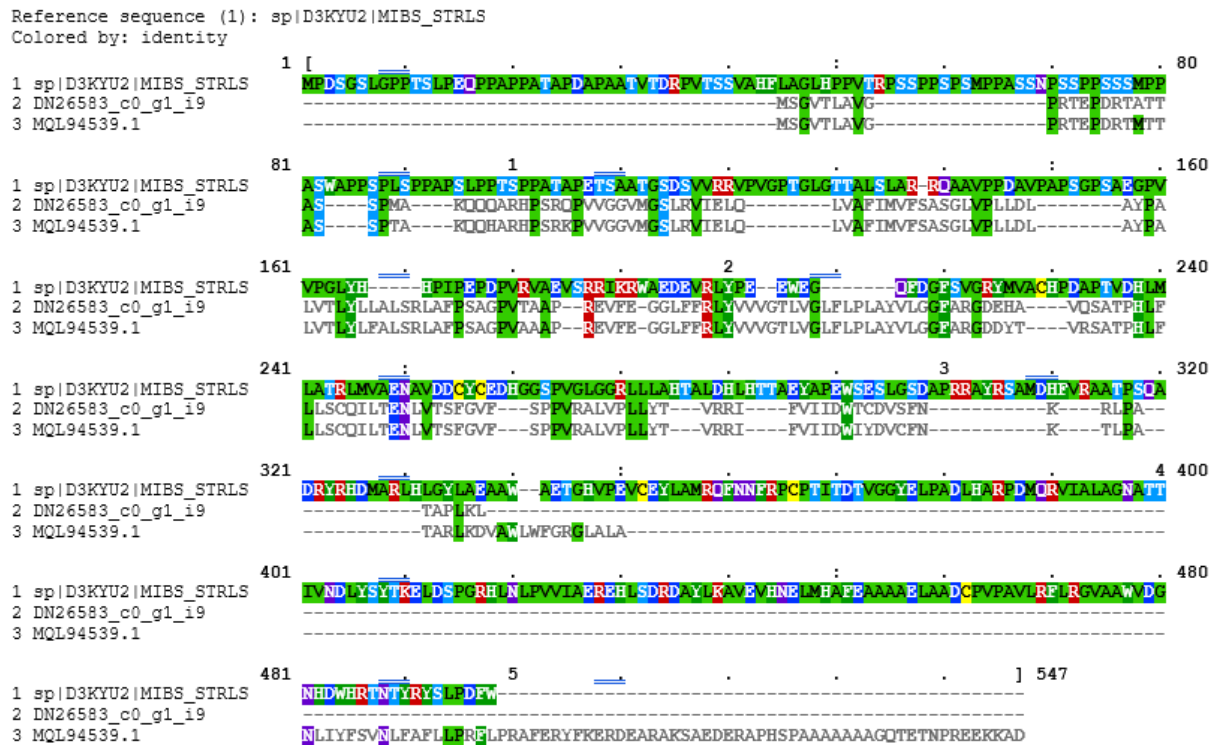 Reference sequence (1): sp|D3KYU2|MIBS_STRLS
Colored by: identity
1 [ . . . . : . . . 80
1 sp|D3KYU2|MIBS_STRLS MPDSGSLGPPTSLPEQPPAPPATAPDAPAATVTDRPVTSSVAHFLAGLHPPVTRPSSPPSPSMPPASSNPSSPPSSSMPP
2 DN26583_c0_g1_i9 --------------------------------------------MSGVTLAVG----------------PRTEPDRTATT
3 MQL94539.1 --------------------------------------------MSGVTLAVG----------------PRTEPDRTMTT
81 . 1 . . . . : . 160
1 sp|D3KYU2|MIBS_STRLS ASWAPPSPLSPPAPSLPPTSPPATAPETSAATGSDSVVRRVPVGPTGLGTTALSLAR-RQAAVPPDAVPAPSGPSAEGPV
2 DN26583_c0_g1_i9 AS----SPMA----KQQQARHPSRQPVVGGVMGSLRVIELQ--------LVAFIMVFSASGLVPLLDL--------AYPA
3 MQL94539.1 AS----SPTA----KQQHARHPSRKPVVGGVMGSLRVIELQ--------LVAFIMVFSASGLVPLLDL--------AYPA
161 . . . 2 . . . . 240
1 sp|D3KYU2|MIBS_STRLS VPGLYH-----HPIPEPDPVRVAEVSRRIKRWAEDEVRLYPE--EWEG-------QFDGFSVGRYMVACHPDAPTVDHLM
2 DN26583_c0_g1_i9 LVTLYLLALSRLAFPSAGPVTAAP--REVFE-GGLFFRLYVVVGTLVGLFLPLAYVLGGFARGDEHA----VQSATPHLF
3 MQL94539.1 LVTLYLFALSRLAFPSAGPVAAAP--REVFE-GGLFFRLYVVVGTLVGLFLPLAYVLGGFARGDDYT----VRSATPHLF
241 : . . . . 3 . . 320
1 sp|D3KYU2|MIBS_STRLS LATRLMVAENAVDDCYCEDHGGSPVGLGGRLLLAHTALDHLHTTAEYAPEWSESLGSDAPRRAYRSAMDHFVRAATPSQA
2 DN26583_c0_g1_i9 LLSCQILTENLVTSFGVF---SPPVRALVPLLYT---VRRI----FVIIDWTCDVSFN-----------K----RLPA--
3 MQL94539.1 LLSCQILTENLVTSFGVF---SPPVRALVPLLYT---VRRI----FVIIDWIYDVCFN-----------K----TLPA--
321 . . : . . . . 4 400
1 sp|D3KYU2|MIBS_STRLS DRYRHDMARLHLGYLAEAAW--AETGHVPEVCEYLAMRQFNNFRPCPTITDTVGGYELPADLHARPDMQRVIALAGNATT
2 DN26583_c0_g1_i9 -----------TAPLKL---------------------------------------------------------------
3 MQL94539.1 -----------TARLKDVAWLWFGRGLALA--------------------------------------------------
401 . . . . : . . . 480
1 sp|D3KYU2|MIBS_STRLS IVNDLYSYTKELDSPGRHLNLPVVIAEREHLSDRDAYLKAVEVHNELMHAFEAAAAELAADCPVPAVLRFLRGVAAWVDG
2 DN26583_c0_g1_i9 --------------------------------------------------------------------------------
3 MQL94539.1 --------------------------------------------------------------------------------
481 . 5 . . . . ] 547
1 sp|D3KYU2|MIBS_STRLS NHDWHRTNTYRYSLPDFW-------------------------------------------------
2 DN26583_c0_g1_i9 -------------------------------------------------------------------
3 MQL94539.1 NLIYFSVNLFAFLLPRFLPRAFERYFKERDEARAKSAEDERAPHSPAAAAAAAGQTETNPREEKKAD